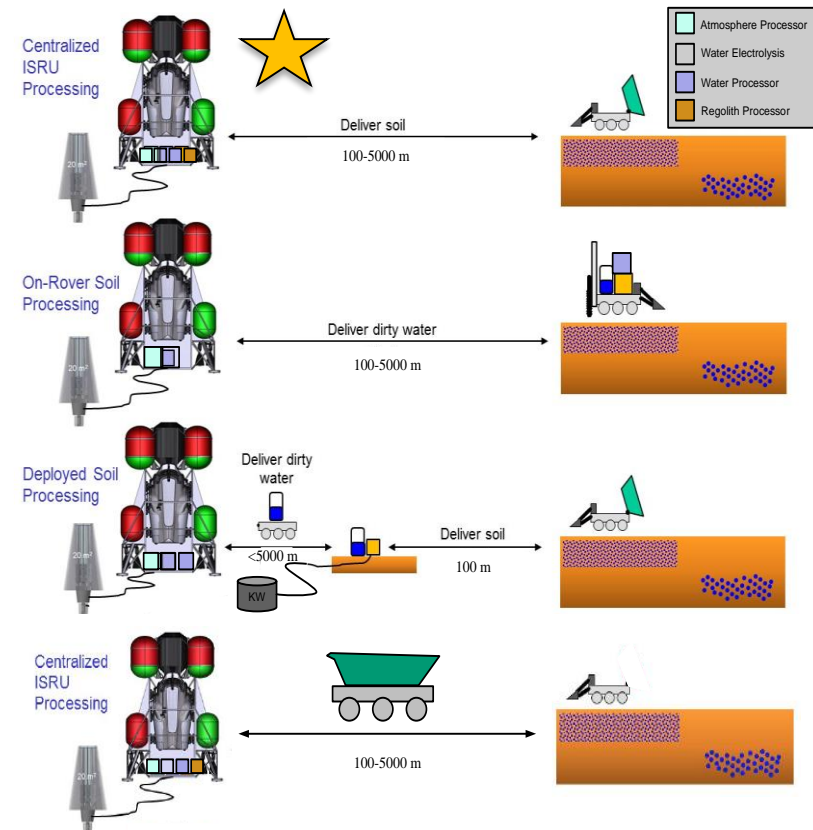 Centralized
ISRU
Processing
Atmosphere Processor
Water Electrolysis
Water Processor
Regolith Processor
Deliver soil
100-5000 m
20 m²
On-Rover Soil
Processing
Deliver dirty water
100-5000 m
20 m²
Deployed Soil
Processing
Deliver dirty
water
<5000 m
Deliver soil
100 m
20 m²
KW
Centralized
ISRU
Processing
100-5000 m
20 m²